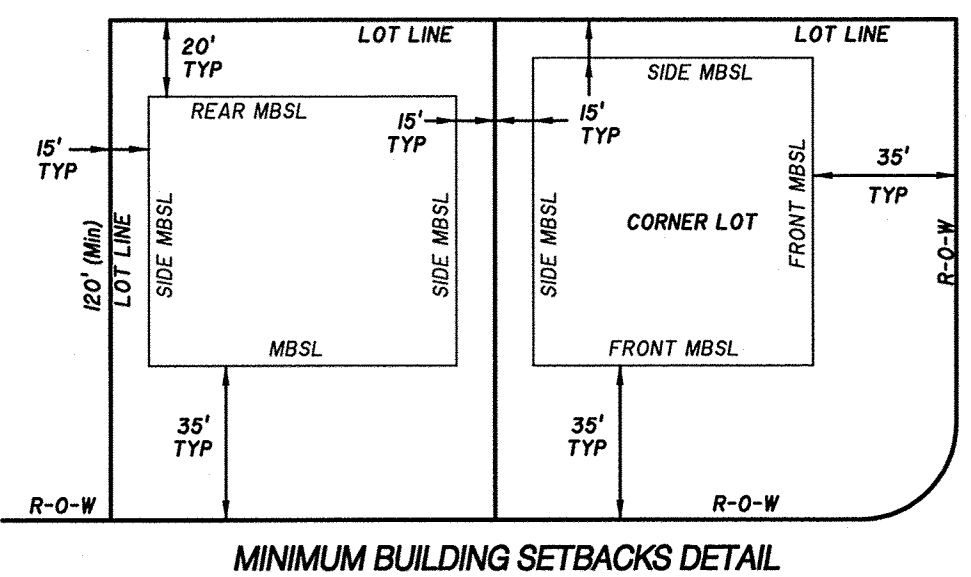 LOT LINE
LOT LINE
20'
TYP
SIDE MBSL
REAR MBSL
15'
TYP
15'
TYP
15'
TYP
35'
TYP
FRONT MBSL
CORNER LOT
120' (Min)
LOT LINE
SIDE MBSL
SIDE MBSL
SIDE MBSL
R-O-W
MBSL
FRONT MBSL
35'
TYP
35'
TYP
R-O-W
R-O-W
MINIMUM BUILDING SETBACKS DETAIL